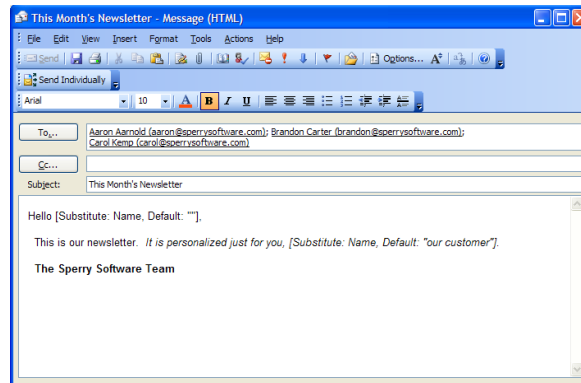 This Month's Newsletter - Message (HTML)
File Edit View Insert Format Tools Actions Help
Send Options...
Send Individually
Arial 10 A B I U
To... Aaron Aarnold (aaron@sperrysoftware.com); Brandon Carter (brandon@sperrysoftware.com);
Carol Kemp (carol@sperrysoftware.com)
Cc...
Subject: This Month's Newsletter
Hello [Substitute: Name, Default: ""],
This is our newsletter. It is personalized just for you, [Substitute: Name, Default: "our customer"].
The Sperry Software Team